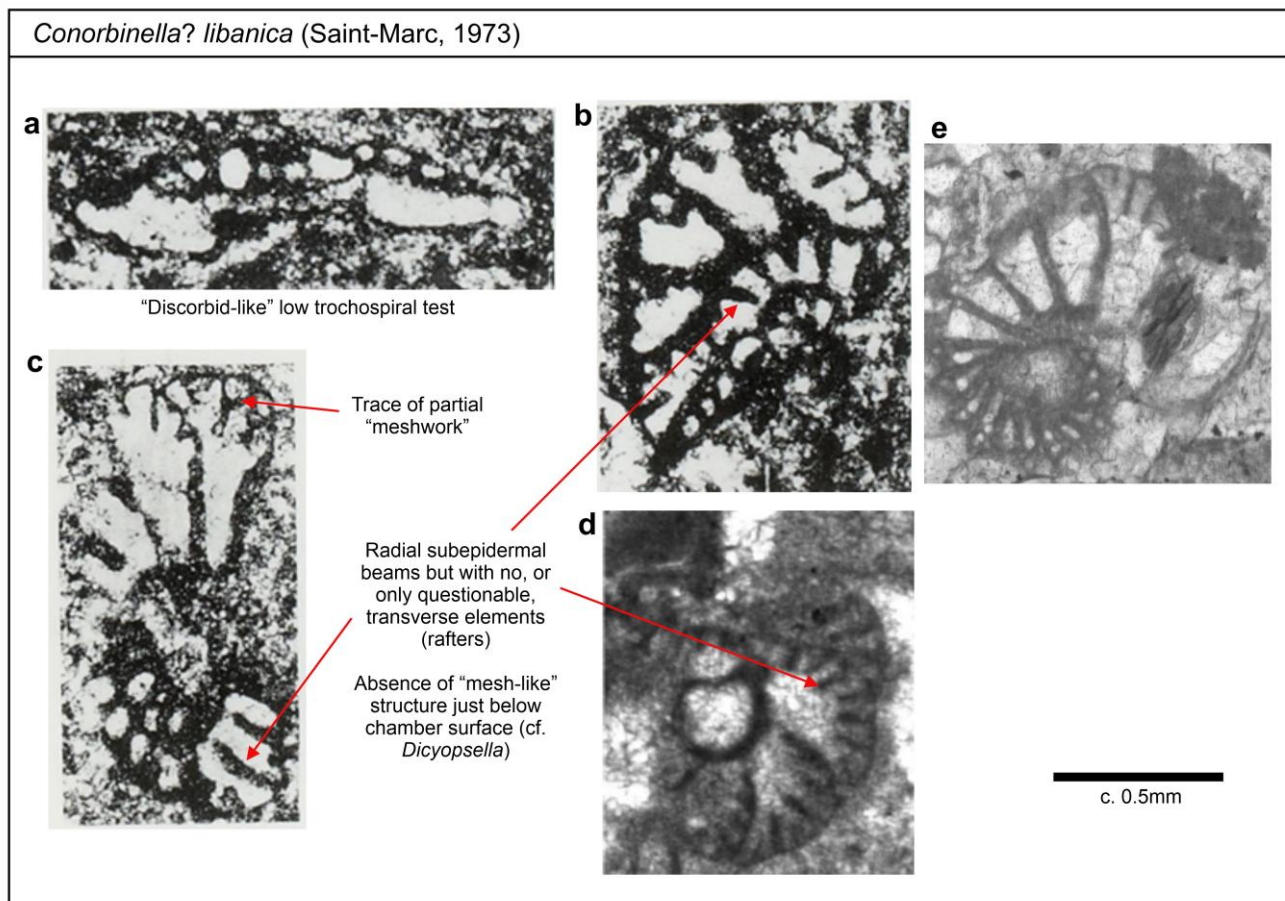 Conorbinella? libanica (Saint-Marc, 1973)
a
b
e
"Discorbid-like" low trochospiral test
c
Trace of partial
"meshwork"
Radial subepidermal
beams but with no, or
only questionable,
transverse elements
(rafters)
Absence of "mesh-like"
structure just below
chamber surface (cf.
Dicyopsella)
d
c. 0.5mm